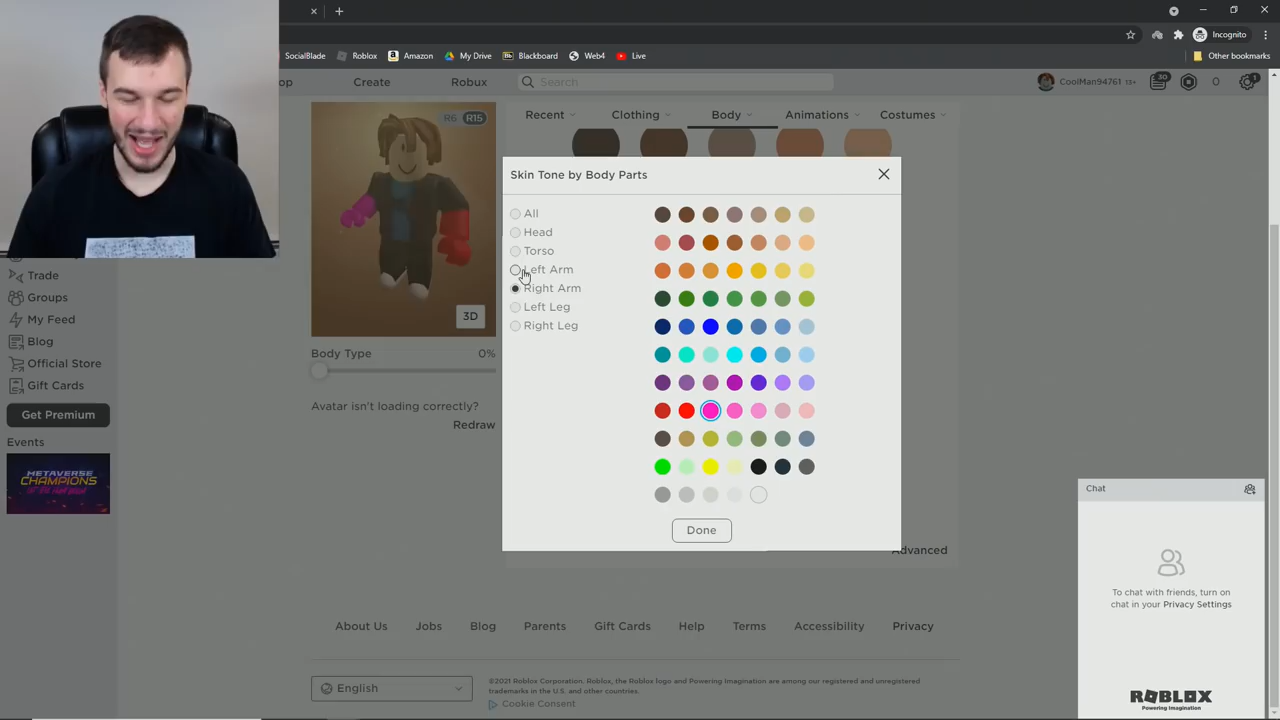 SocialBlade Roblox Amazon My Drive Blackboard Web4 Live Other bookmarks
Incognito
op Create Robux Search CoolMan94761 13+ 30 0 1
R6 R15
Recent Clothing Body Animations Costumes
Skin Tone by Body Parts
All
Head
Torso
Left Arm
Right Arm
Left Leg
Right Leg
Done
3D
Body Type 0%
Avatar isn't loading correctly?
Redraw
Advanced
Trade
Groups
My Feed
Blog
Official Store
Gift Cards
Get Premium
Events
METAVERSE
CHAMPIONS
Chat
To chat with friends, turn on
chat in your Privacy Settings
ROBLOX
Powering Imagination
About Us Jobs Blog Parents Gift Cards Help Terms Accessibility Privacy
English
©2021 Roblox Corporation. Roblox, the Roblox logo and Powering Imagination are among our registered and unregistered
trademarks in the U.S. and other countries.
Cookie Consent